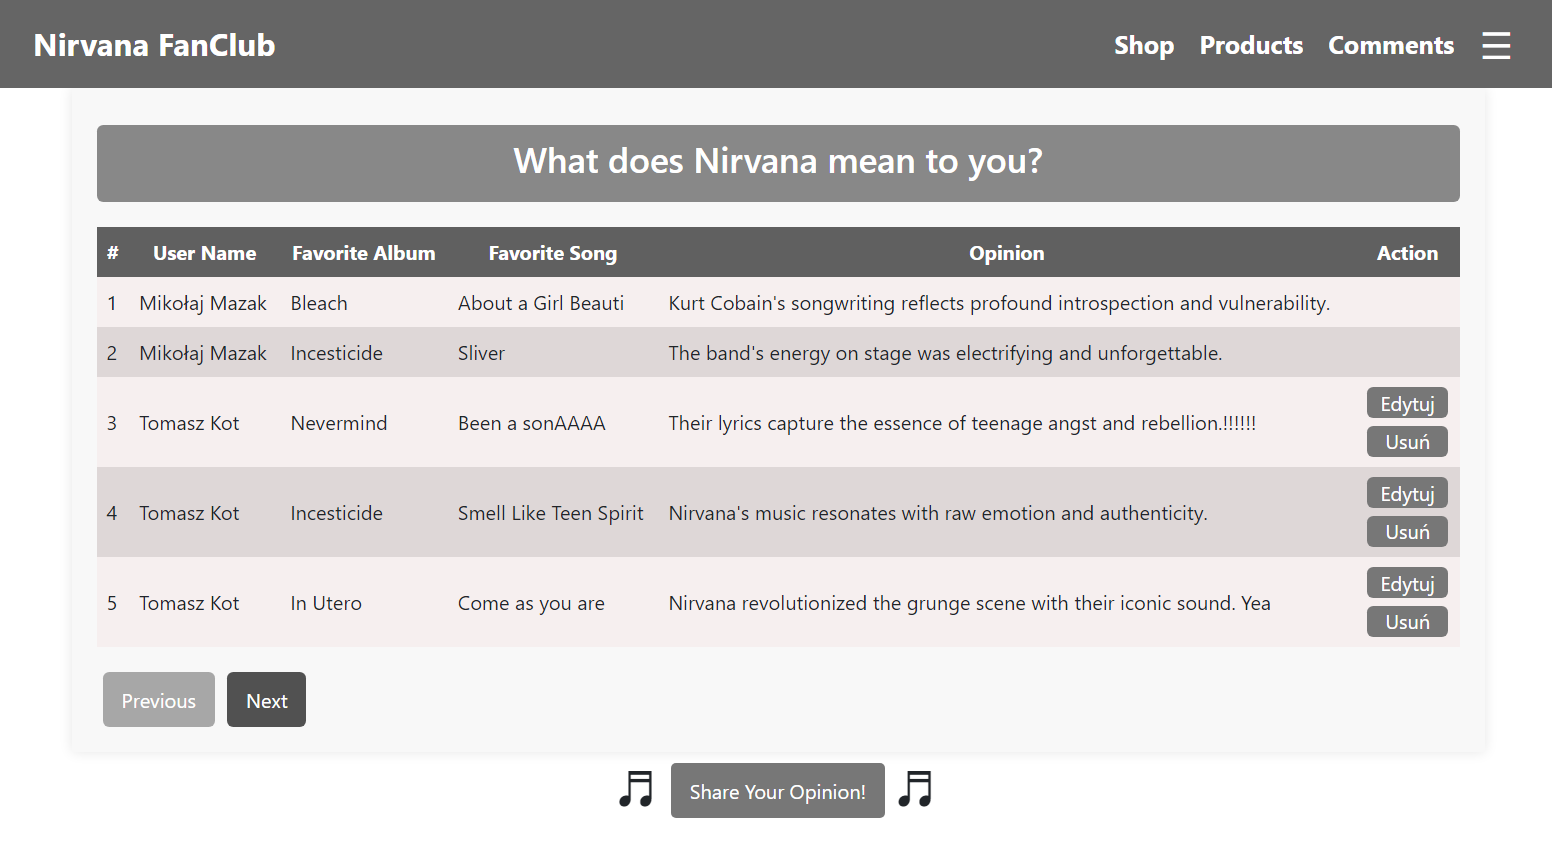 Nirvana FanClub Shop Products Comments
What does Nirvana mean to you?
# User Name Favorite Album Favorite Song Opinion Action
1 Mikołaj Mazak Bleach About a Girl Beauti Kurt Cobain's songwriting reflects profound introspection and vulnerability.
2 Mikołaj Mazak Incesticide Sliver The band's energy on stage was electrifying and unforgettable.
3 Tomasz Kot Nevermind Been a sonAAAA Their lyrics capture the essence of teenage angst and rebellion.!!!!!! Edytuj
Usuń
4 Tomasz Kot Incesticide Smell Like Teen Spirit Nirvana's music resonates with raw emotion and authenticity. Edytuj
Usuń
5 Tomasz Kot In Utero Come as you are Nirvana revolutionized the grunge scene with their iconic sound. Yea Edytuj
Usuń
Previous Next
Share Your Opinion!